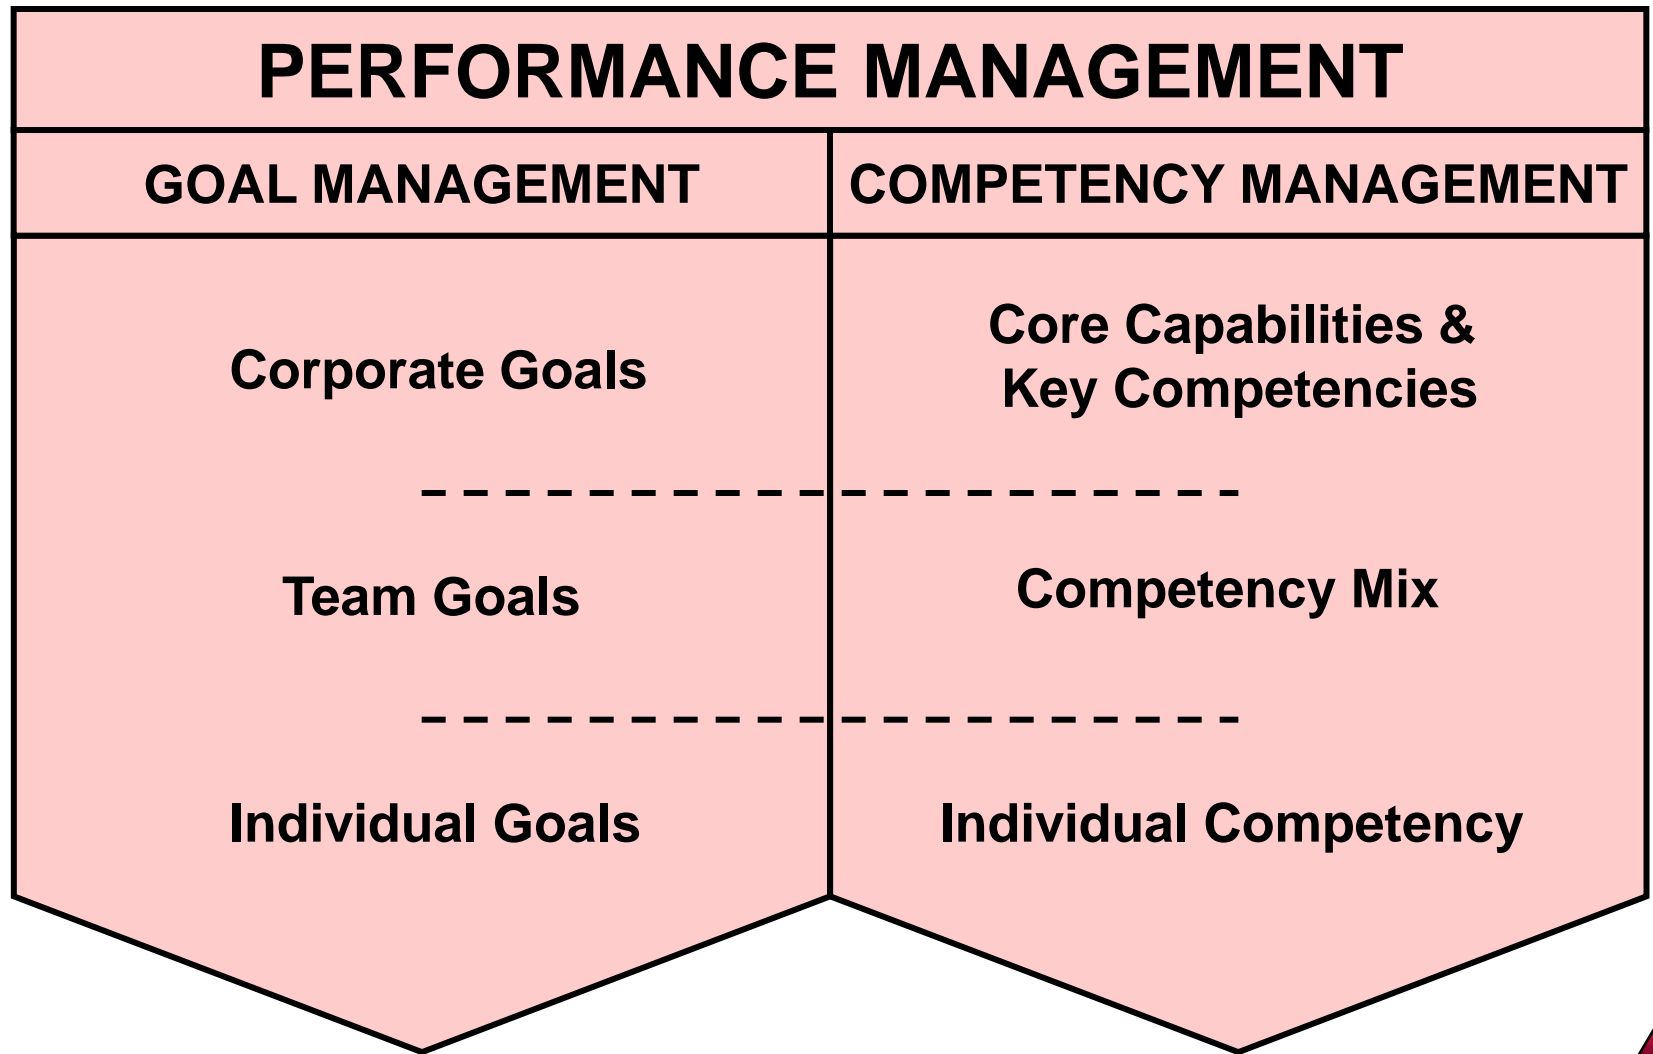 PERFORMANCE MANAGEMENT
GOAL MANAGEMENT
COMPETENCY MANAGEMENT
Corporate Goals
Core Capabilities &
Key Competencies
Team Goals
Competency Mix
Individual Goals
Individual Competency